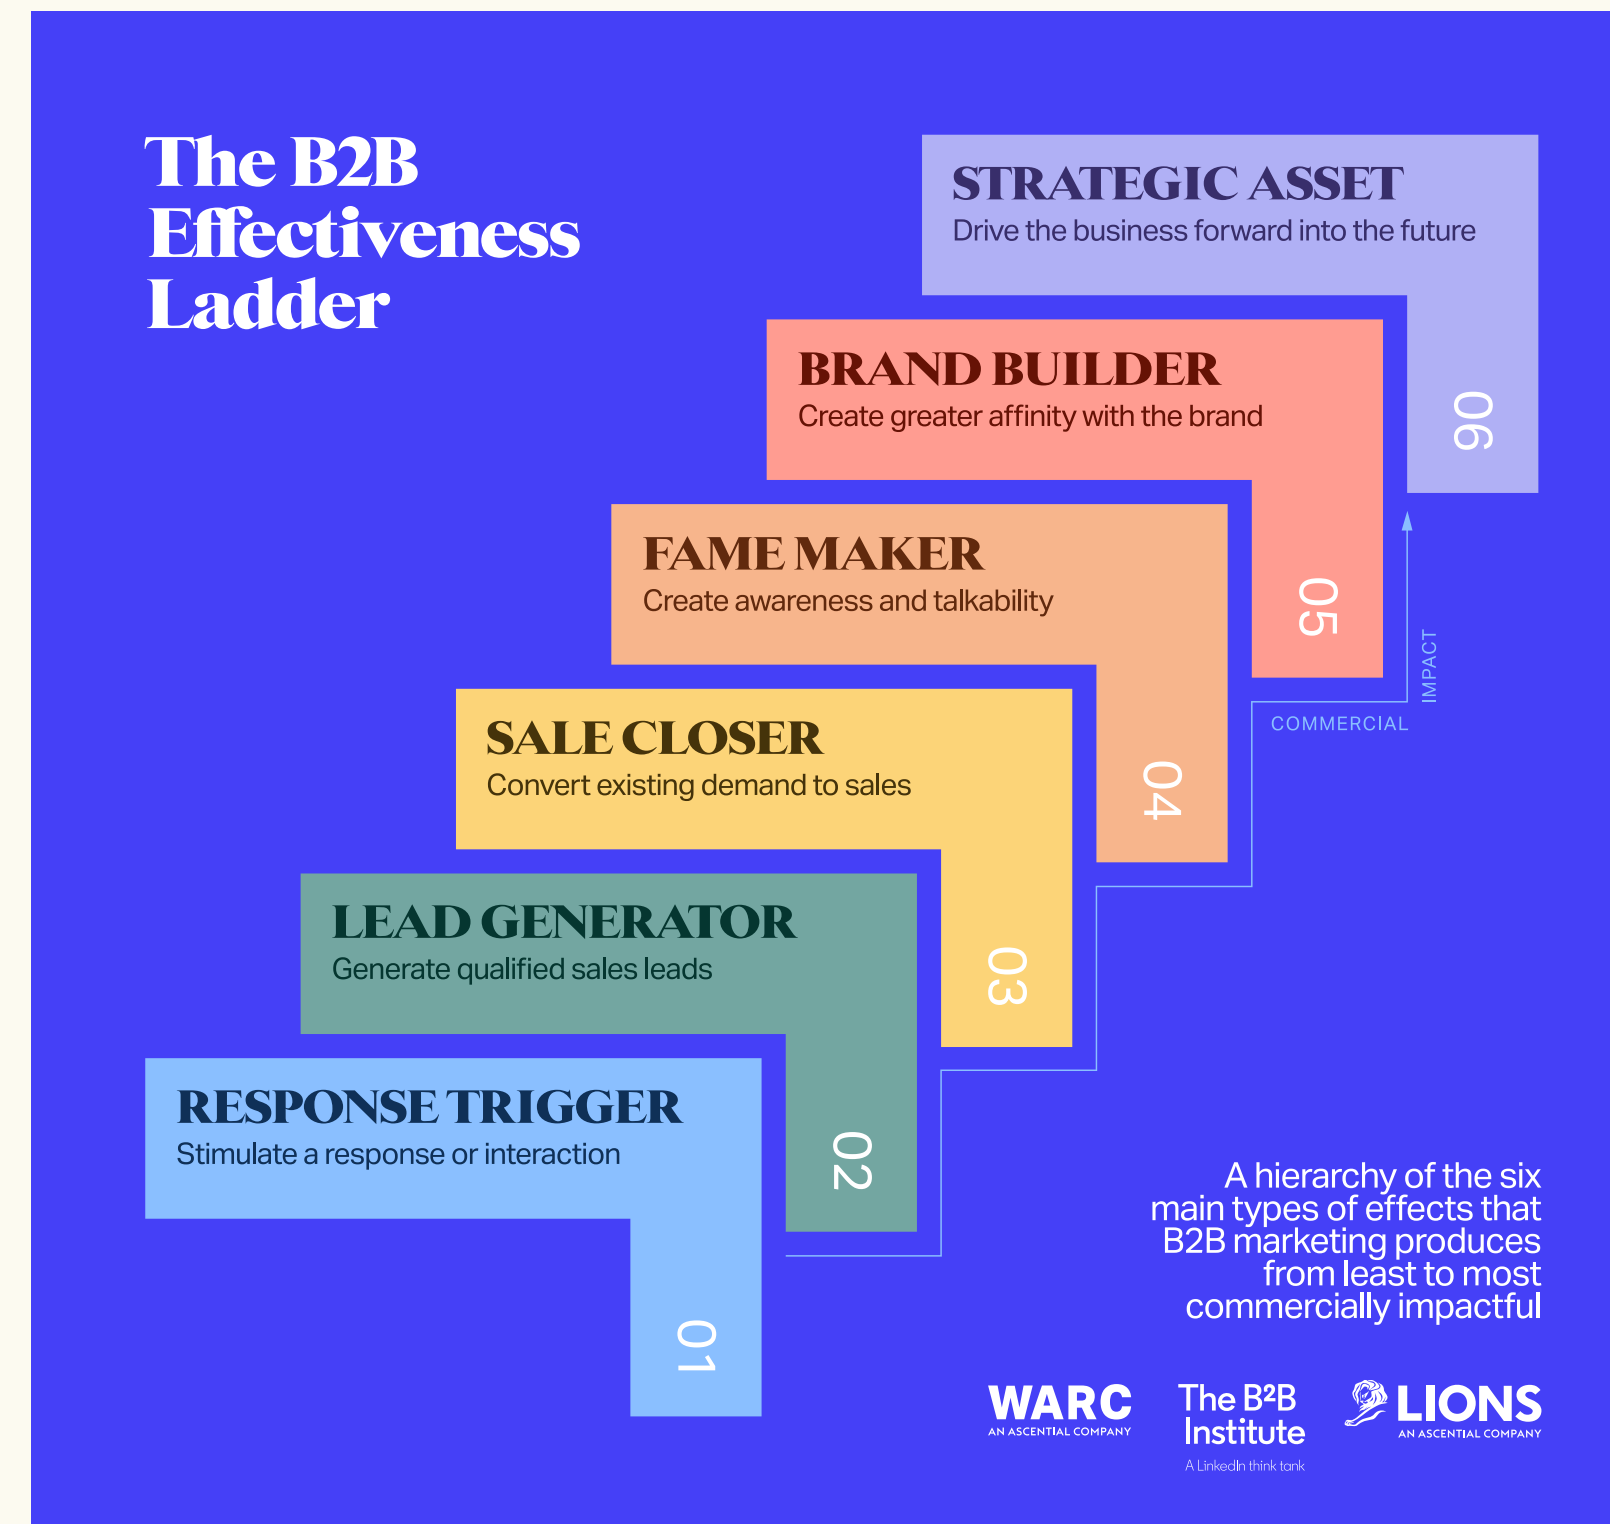 The B2B
Effectiveness
Ladder
STRATEGIC ASSET
Drive the business forward into the future
06
BRAND BUILDER
Create greater affinity with the brand
05
FAME MAKER
Create awareness and talkability
04
SALE CLOSER
Convert existing demand to sales
03
LEAD GENERATOR
Generate qualified sales leads
02
RESPONSE TRIGGER
Stimulate a response or interaction
01
COMMERCIAL
IMPACT
A hierarchy of the six
main types of effects that
B2B marketing produces
from least to most
commercially impactful
WARC
AN ASCENTIAL COMPANY
The B²B
Institute
A LinkedIn think tank
LIONS
AN ASCENTIAL COMPANY